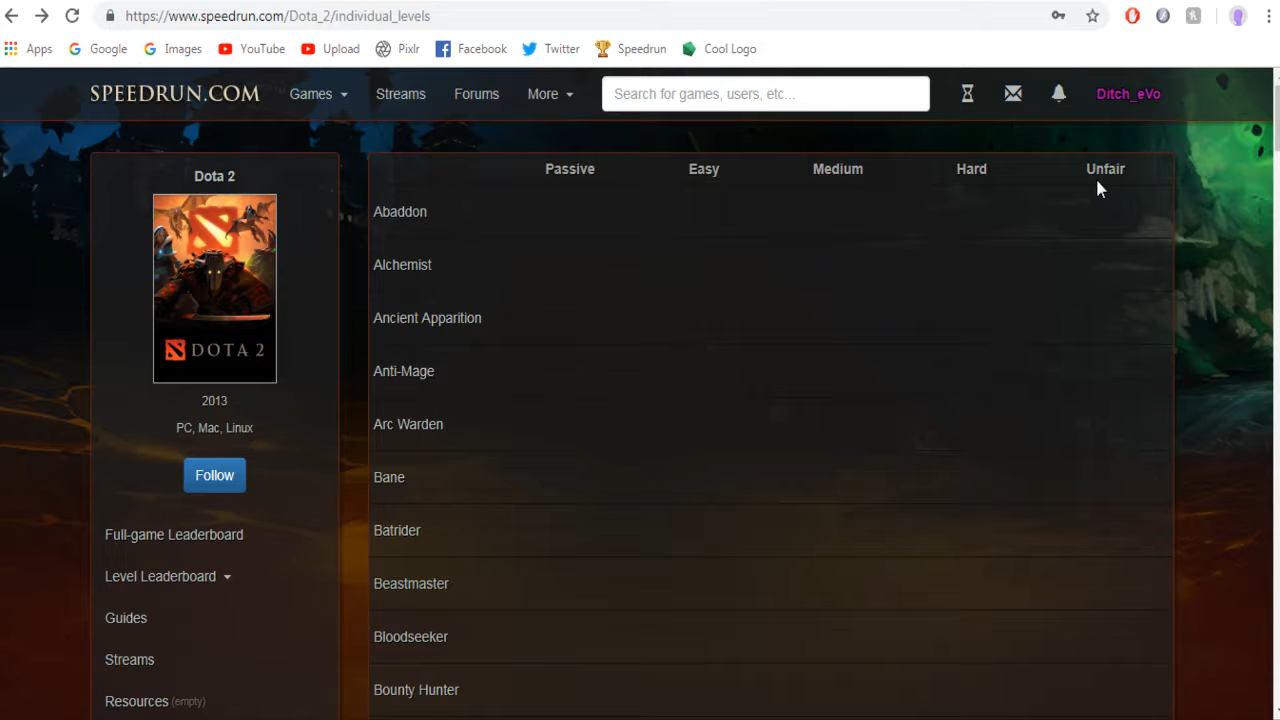 https://www.speedrun.com/Dota_2/individual_levels
Apps Google Images YouTube Upload Pixlr Facebook Twitter Speedrun Cool Logo
SPEEDRUN.COM Games Streams Forums More Search for games, users, etc... Ditch_eVo
Dota 2
DOTA 2
2013
PC, Mac, Linux
Follow
Full-game Leaderboard
Level Leaderboard
Guides
Streams
Resources (empty)
Passive Easy Medium Hard Unfair
Abaddon
Alchemist
Ancient Apparition
Anti-Mage
Arc Warden
Bane
Batrider
Beastmaster
Bloodseeker
Bounty Hunter